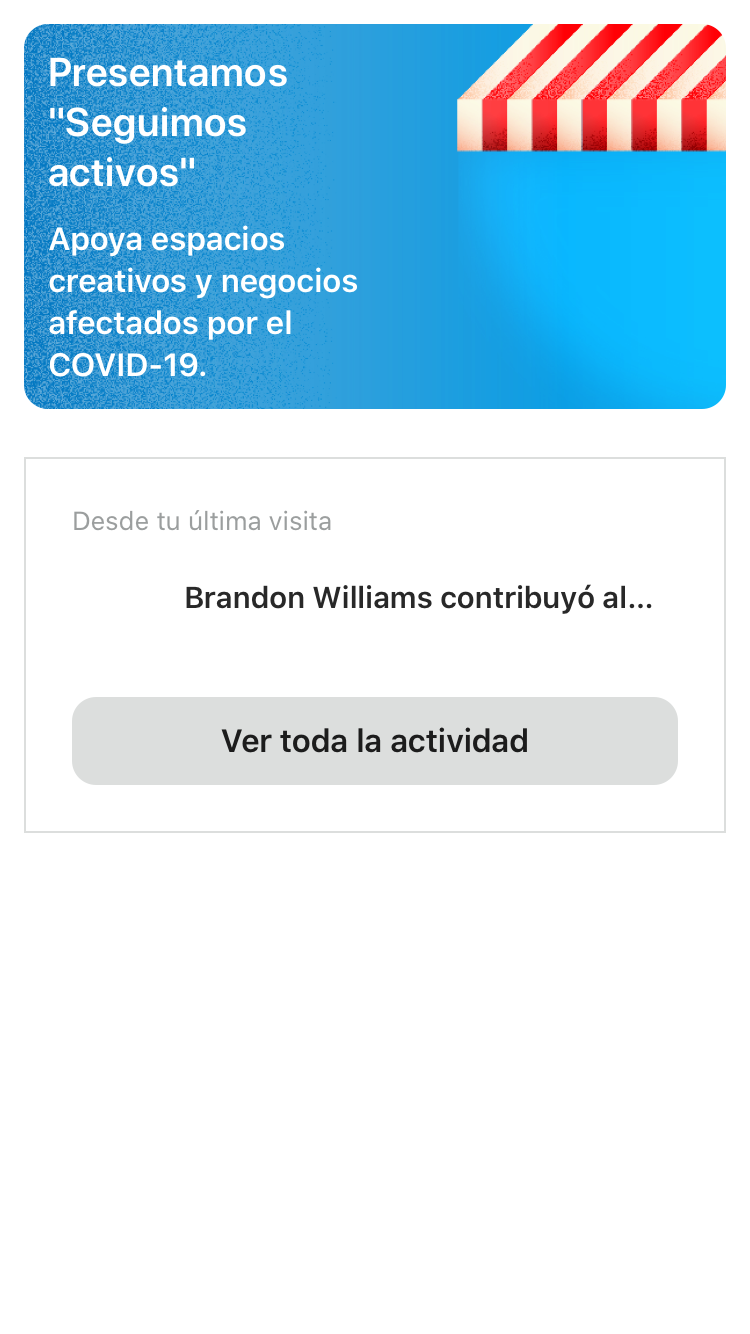 Presentamos
"Seguimos
activos"
Apoya espacios
creativos y negocios
afectados por el
COVID-19.
Desde tu última visita
Brandon Williams contribuyó al...
Ver toda la actividad